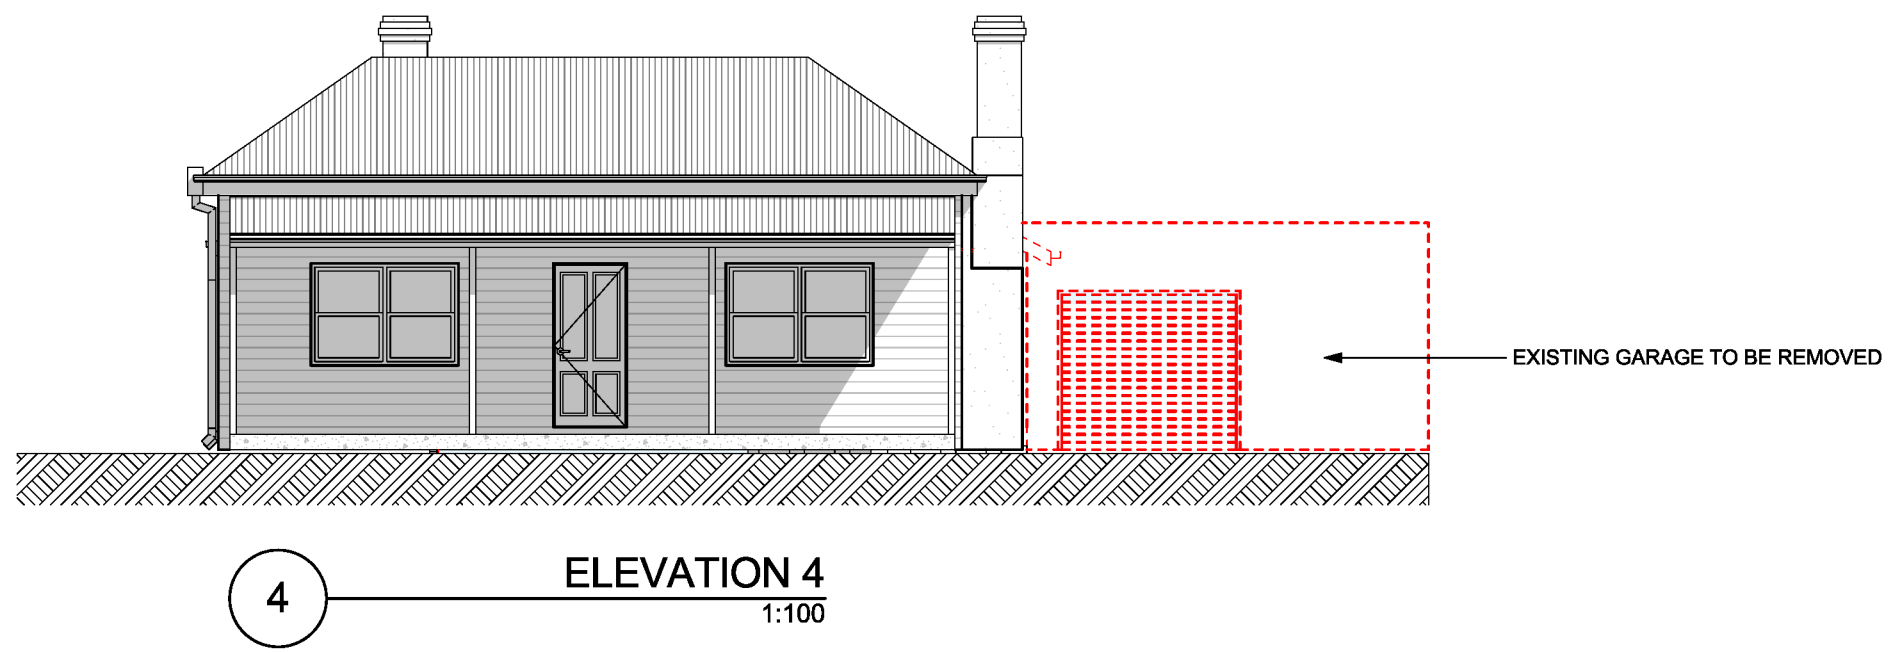 EXISTING GARAGE TO BE REMOVED
4
ELEVATION 4
1:100